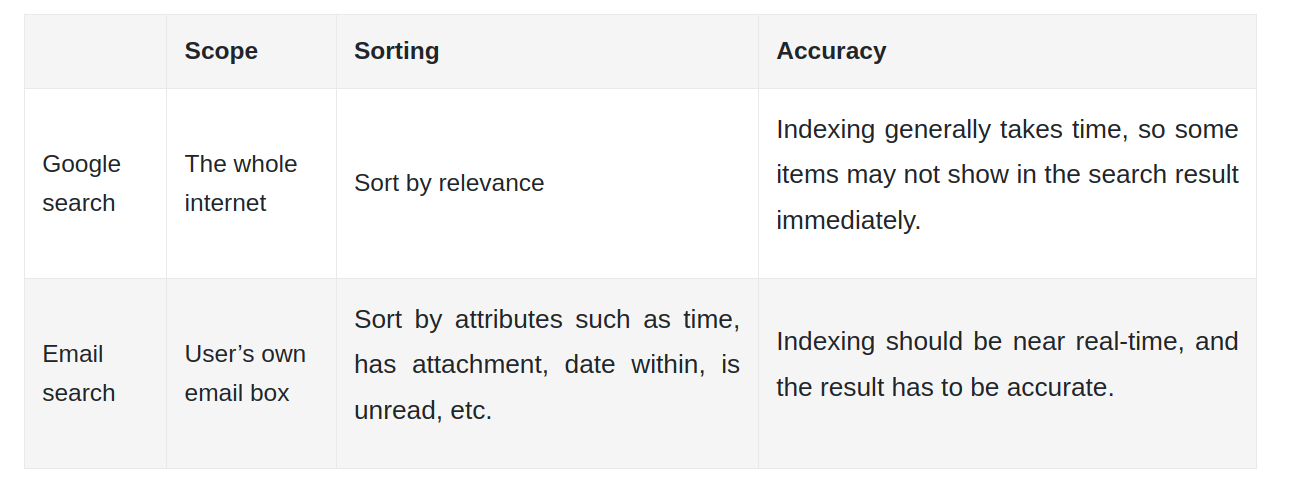 Scope Sorting Accuracy
Google search
The whole internet
Sort by relevance
Indexing generally takes time, so some
items may not show in the search result
immediately.
Email search
User’s own email box
Sort by attributes such as time,
has attachment, date within, is
unread, etc.
Indexing should be near real-time, and
the result has to be accurate.